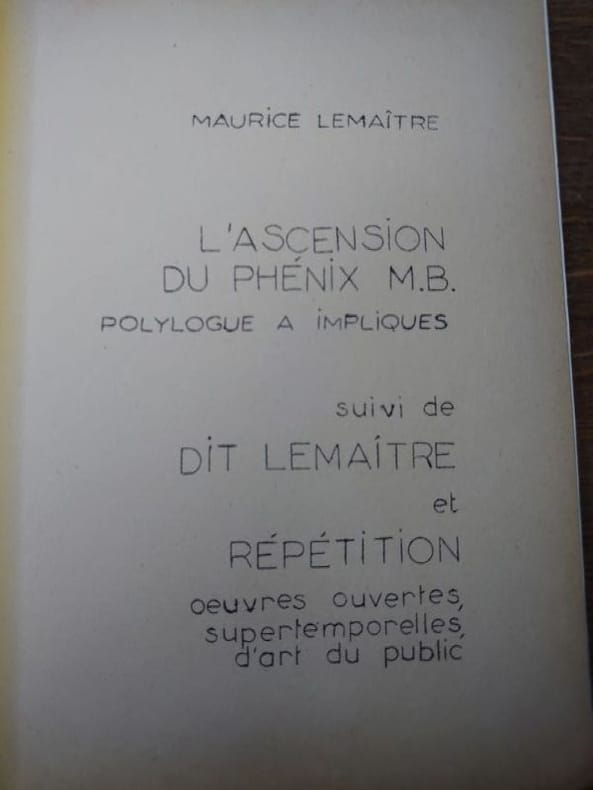 MAURiCE LEMAÎTRE
L'ASCENSiON
DU PHÉNiX M.B.
POLYLOGUE A iMPLiQUES
suivi de
DiT LEMAÎTRE
et
RÉPÉTiTiON
oeuvres ouvertes,
supertemporelles,
d'art du public